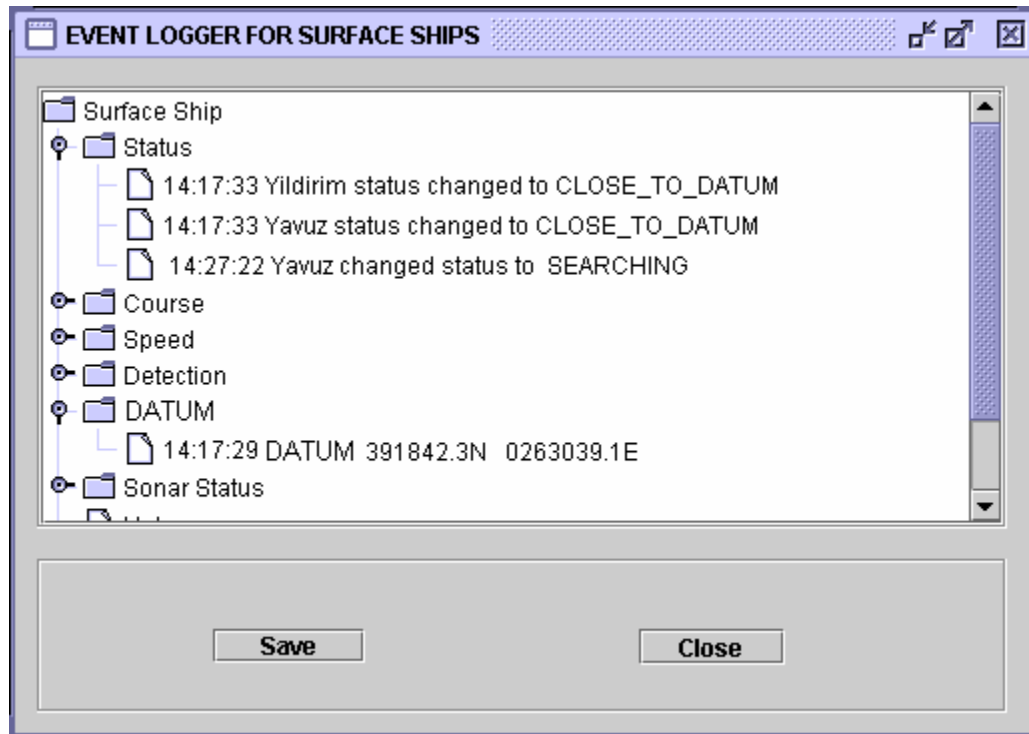 EVENT LOGGER FOR SURFACE SHIPS
Surface Ship
Status
14:17:33 Yildirim status changed to CLOSE_TO_DATUM
14:17:33 Yavuz status changed to CLOSE_TO_DATUM
14:27:22 Yavuz changed status to SEARCHING
Course
Speed
Detection
DATUM
14:17:29 DATUM 391842.3N 0263039.1E
Sonar Status
Save Close